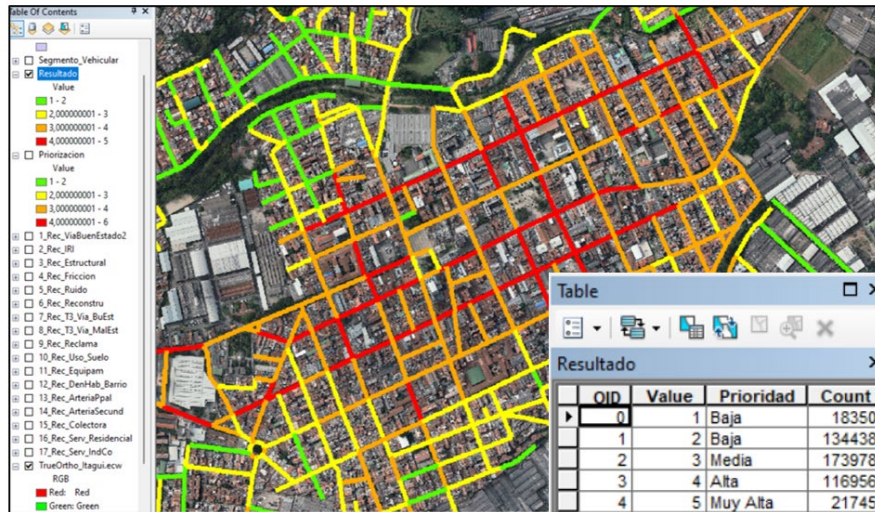 Table Of Contents
Segmento_Vehicular
Resultado
Value
1 - 2
2,000000001 - 3
3,000000001 - 4
4,000000001 - 5
Priorizacion
Value
1 - 2
2,000000001 - 3
3,000000001 - 4
4,000000001 - 6
1_Rec_ViaBuenEstado2
2_Rec_IRI
3_Rec_Estructural
4_Rec_Friccion
5_Rec_Ruido
6_Rec_Reconstru
7_Rec_T3_Via_BuEst
8_Rec_T3_Via_MalEst
9_Rec_Reclama
10_Rec_Uso_Suelo
11_Rec_Equipam
12_Rec_DenHab_Barrio
13_Rec_ArteriaPpal
14_Rec_ArteriaSecund
15_Rec_Colectora
16_Rec_Serv_Residencial
17_Rec_Serv_IndCo
TrueOrtho_Itagui.ecw
RGB
Red: Red
Green: Green
Table
Resultado
OID Value Prioridad Count
0 1 Baja 18350
1 2 Baja 134438
2 3 Media 173978
3 4 Alta 116956
4 5 Muy Alta 21745